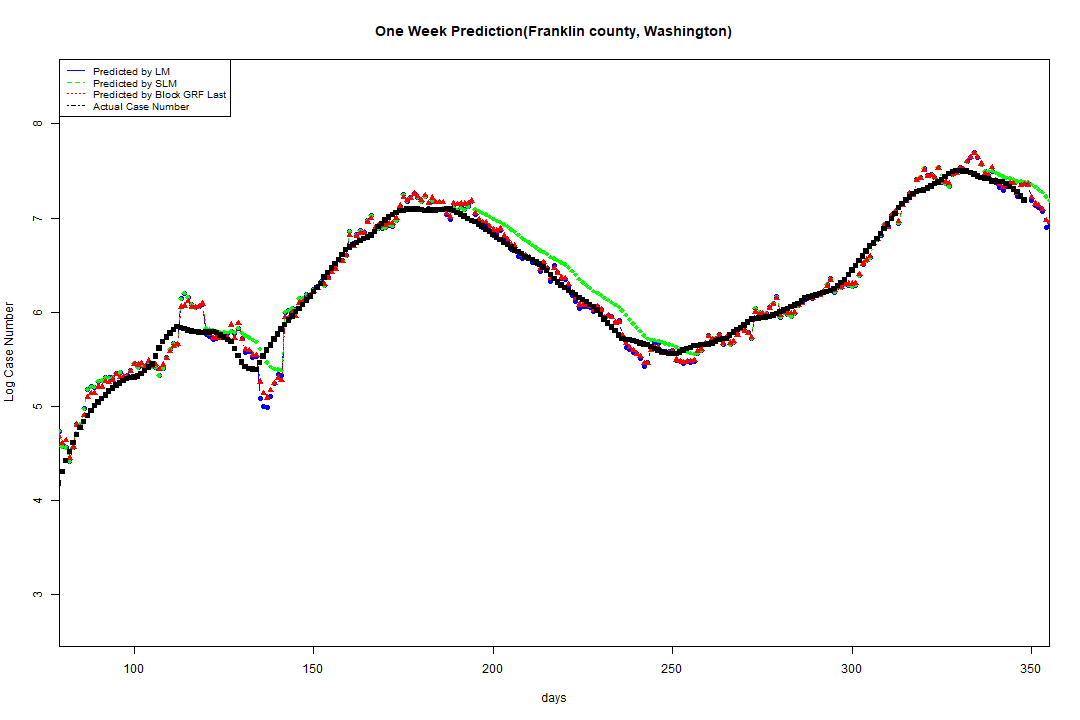 One Week Prediction(Franklin county, Washington)
Predicted by LM
Predicted by SLM
Predicted by Block GRF Last
Actual Case Number
Log Case Number
8
7
6
5
4
3
100 150 200 250 300 350
days